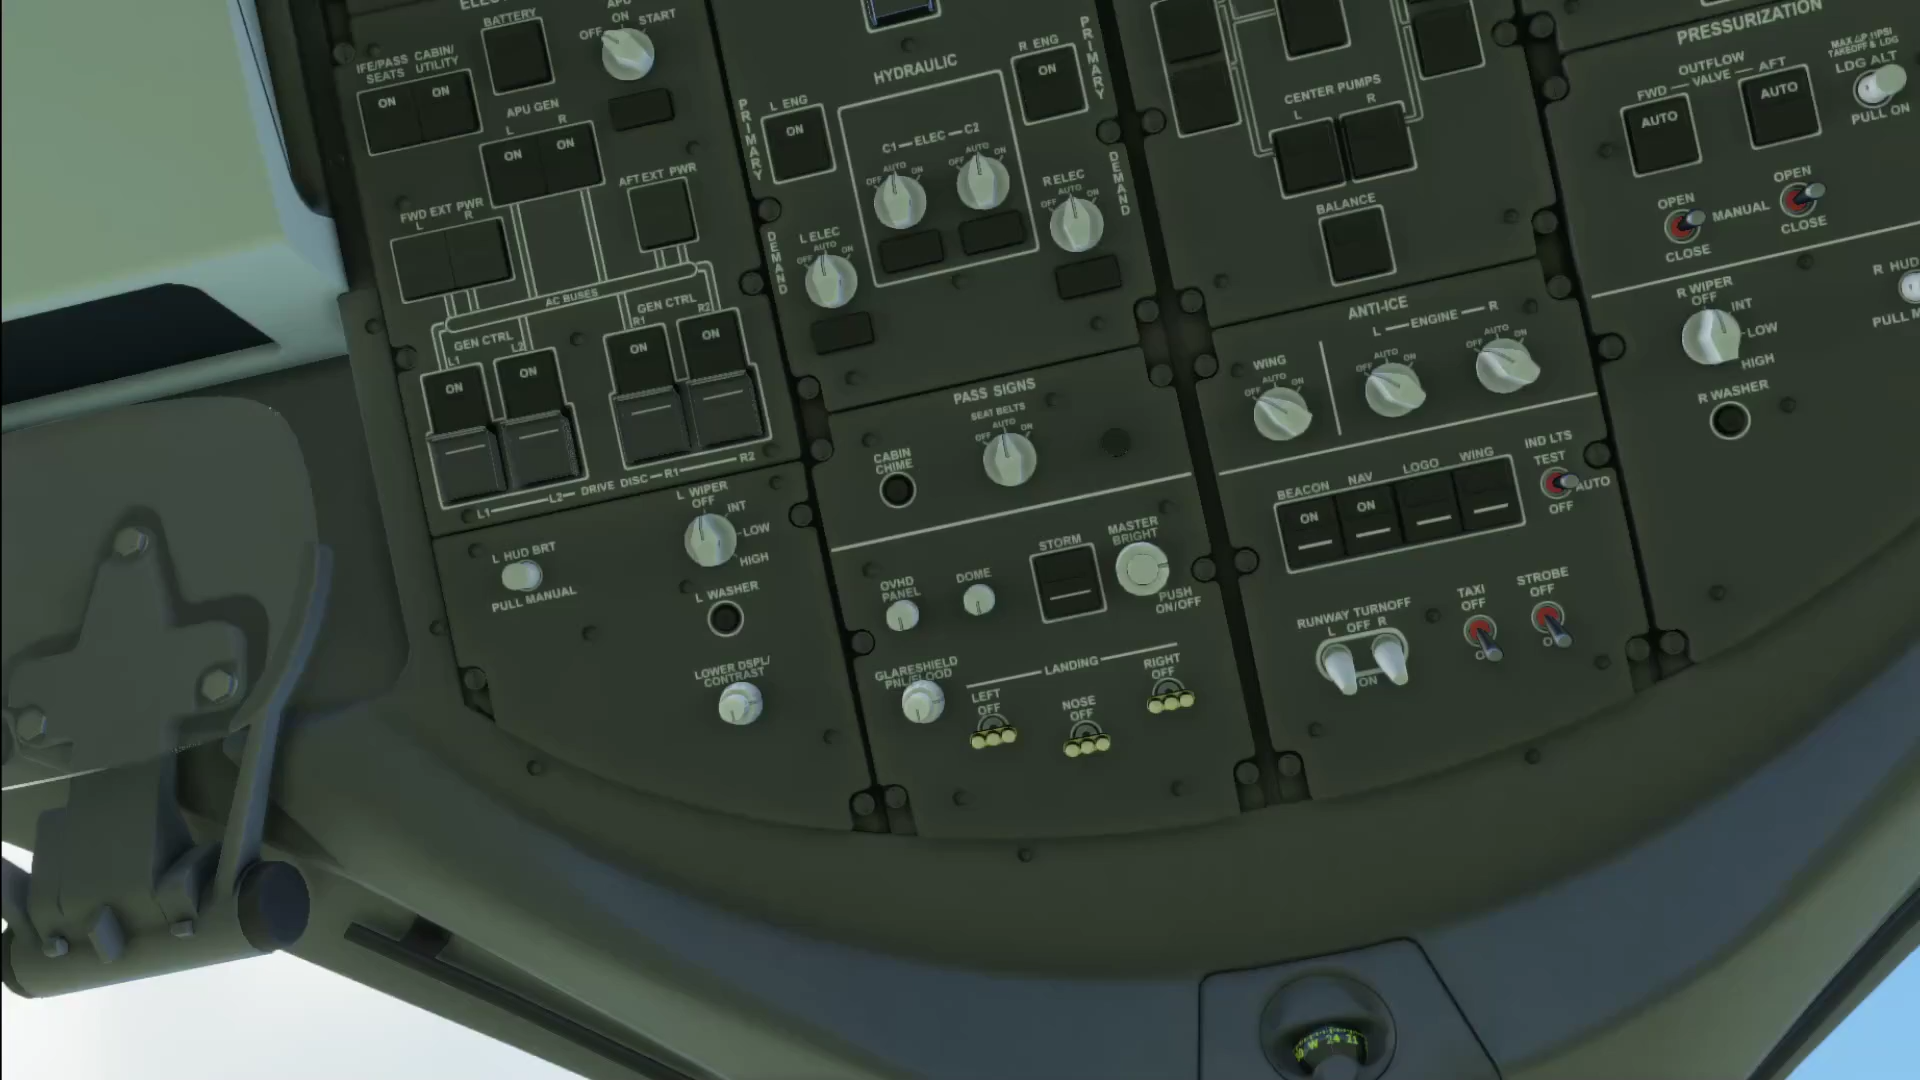 BATTERY
APU
ON
OFF START
IFE/PASS CABIN/
SEATS UTILITY
ON ON
APU GEN
L R
ON ON
FWD EXT PWR
L R
AFT EXT PWR
AC BUSES
GEN CTRL
L1 L2
ON ON
GEN CTRL
R1 R2
ON ON
L1 L2 DRIVE DISC R1 R2
HYDRAULIC
PRIMARY
L ENG
ON
R ENG
ON
PRIMARY
C1 ELEC C2
OFF AUTO ON
OFF AUTO ON
DEMAND
L ELEC
OFF AUTO ON
R ELEC
OFF AUTO ON
DEMAND
PASS SIGNS
SEAT BELTS
OFF AUTO ON
CABIN
CHIME
L HUD BRT
PULL MANUAL
L WIPER
OFF
INT
LOW
HIGH
L WASHER
LOWER DSPL/
CONTRAST
OVHD
PANEL
DOME
STORM
MASTER
BRIGHT
PUSH
ON/OFF
GLARESHIELD
PNL/FLOOD
LANDING
LEFT
OFF
NOSE
OFF
RIGHT
OFF
CENTER PUMPS
L R
BALANCE
ANTI-ICE
WING
OFF AUTO ON
L ENGINE R
OFF AUTO ON
OFF AUTO ON
BEACON NAV LOGO WING
ON ON
IND LTS
TEST
AUTO
OFF
RUNWAY TURNOFF
L OFF R
ON
TAXI
OFF
STROBE
OFF
PRESSURIZATION
OUTFLOW
VALVE
FWD AFT
AUTO AUTO
MAX ΔP .11PSI
TAKEOFF & LDG
LDG ALT
PULL ON
OPEN
MANUAL
OPEN
CLOSE
CLOSE
R WIPER
OFF
INT
LOW
HIGH
R WASHER
R HUD
PULL M
W 24 21